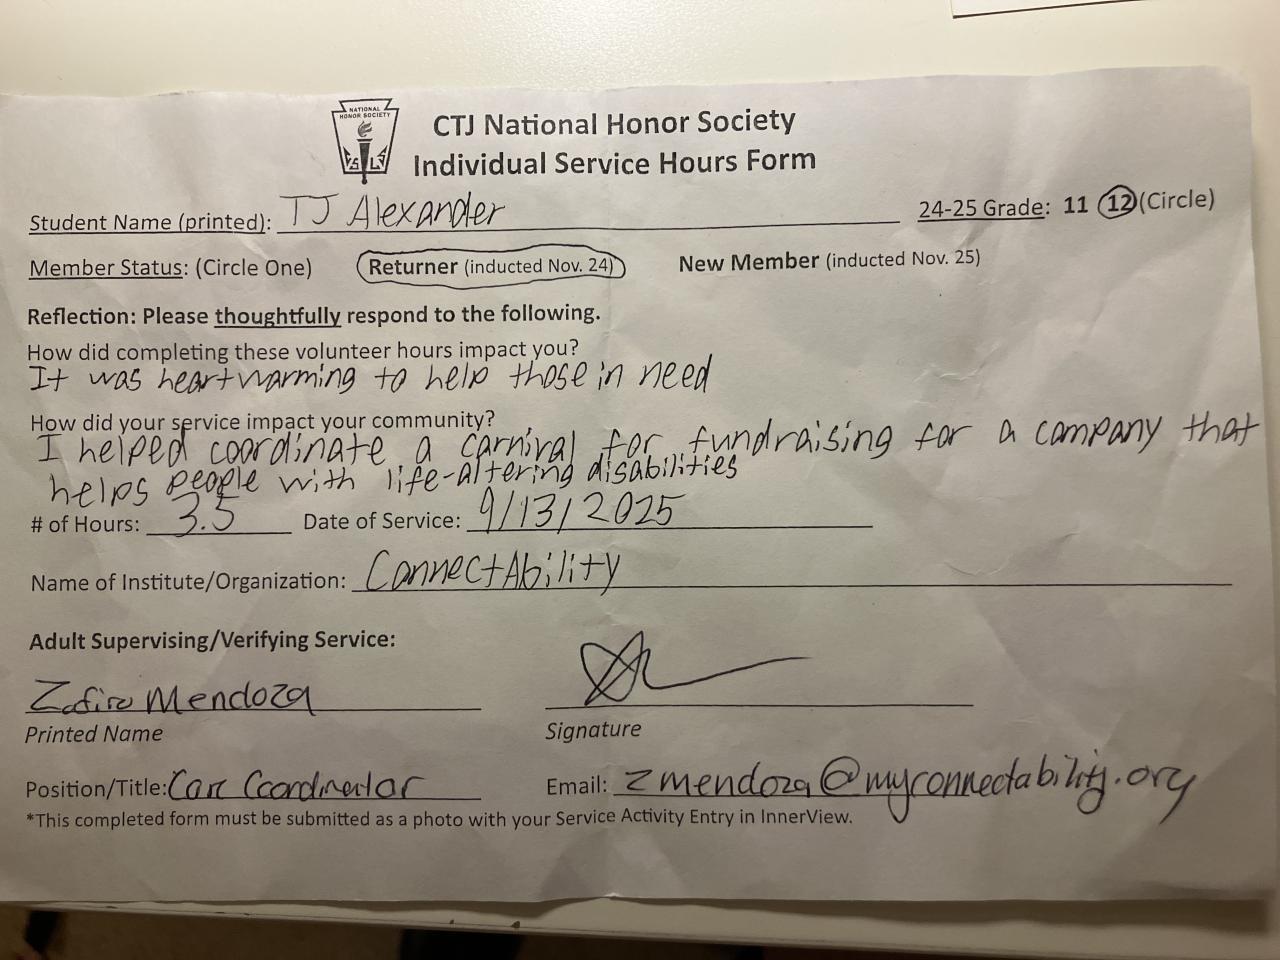 NATIONAL
HONOR SOCIETY
CTJ National Honor Society
Individual Service Hours Form
Student Name (printed): TJ Alexander 24-25 Grade: 11 12 (Circle)
Member Status: (Circle One) Returner (inducted Nov. 24) New Member (inducted Nov. 25)
Reflection: Please thoughtfully respond to the following.
How did completing these volunteer hours impact you?
It was heartwarming to help those in need
How did your service impact your community?
I helped coordinate a carnival for fundraising for a company that
helps people with life-altering disabilities
# of Hours: 3.5 Date of Service: 9/13/2025
Name of Institute/Organization: ConnectAbility
Adult Supervising/Verifying Service:
Zafiro Mendoza
Printed Name Signature
Position/Title: Care Coordinator Email: zmendoza@myconnectability.org
*This completed form must be submitted as a photo with your Service Activity Entry in InnerView.